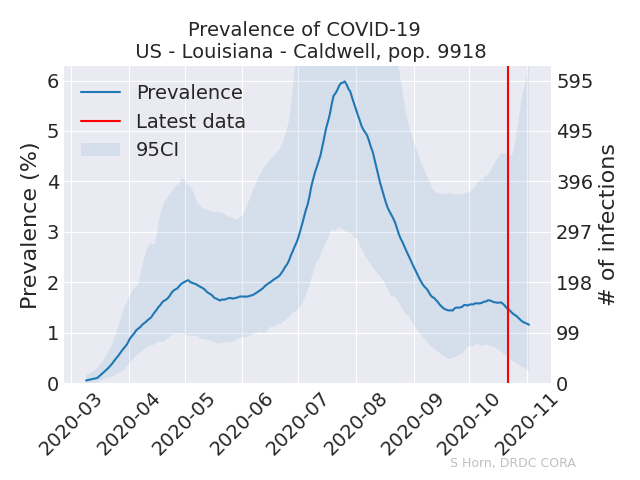 Prevalence of COVID-19
US - Louisiana - Caldwell, pop. 9918
Prevalence
Latest data
95CI
Prevalence (%)
6
5
4
3
2
1
0
595
495
396
297
198
99
0
# of infections
2020-03
2020-04
2020-05
2020-06
2020-07
2020-08
2020-09
2020-10
2020-11
S Horn, DRDC CORA